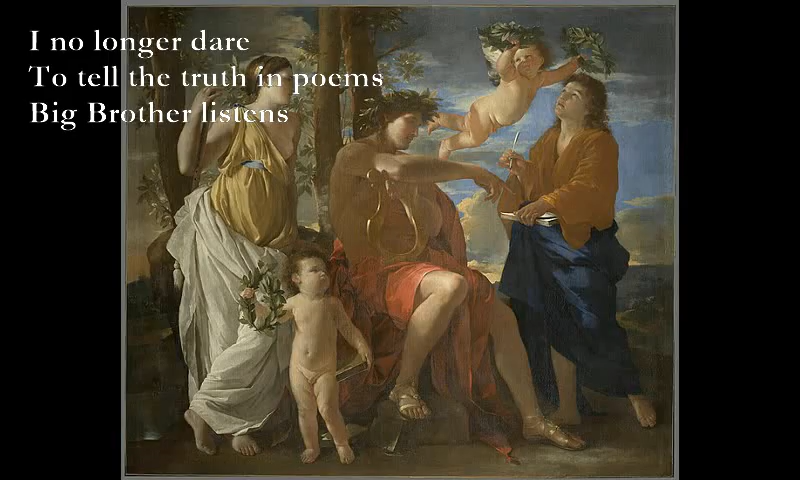 I no longer dare
To tell the truth in poems
Big Brother listens